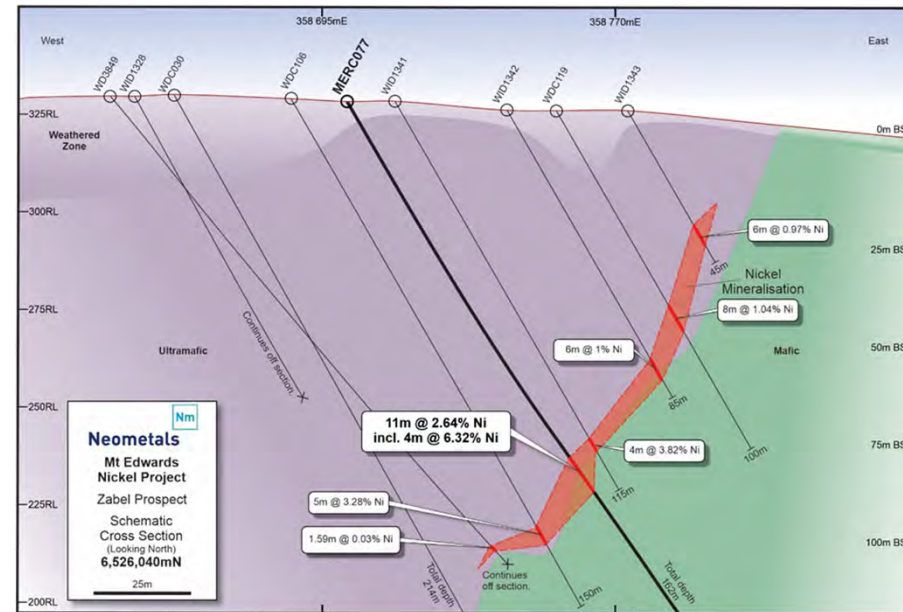 358 695mE
358 770mE
West
East
WD3849
WID1328
WDC030
WDC106
MERC077
WID1341
WID1342
WDC119
WID1343
325RL
0m BS
Weathered
Zone
300RL
6m @ 0.97% Ni
25m BS
45m
Nickel
Mineralisation
275RL
8m @ 1.04% Ni
Continues off section.
Ultramafic
6m @ 1% Ni
Mafic
50m BS
85m
250RL
Nm
Neometals
Mt Edwards
Nickel Project
Zabel Prospect
Schematic
Cross Section
(Looking North)
6,526,040mN
25m
11m @ 2.64% Ni
incl. 4m @ 6.32% Ni
4m @ 3.82% Ni
75m BS
100m
115m
5m @ 3.28% Ni
225RL
1.59m @ 0.03% Ni
100m BS
Continues
off section.
Total depth
214m
150m
Total depth
162m
200RL